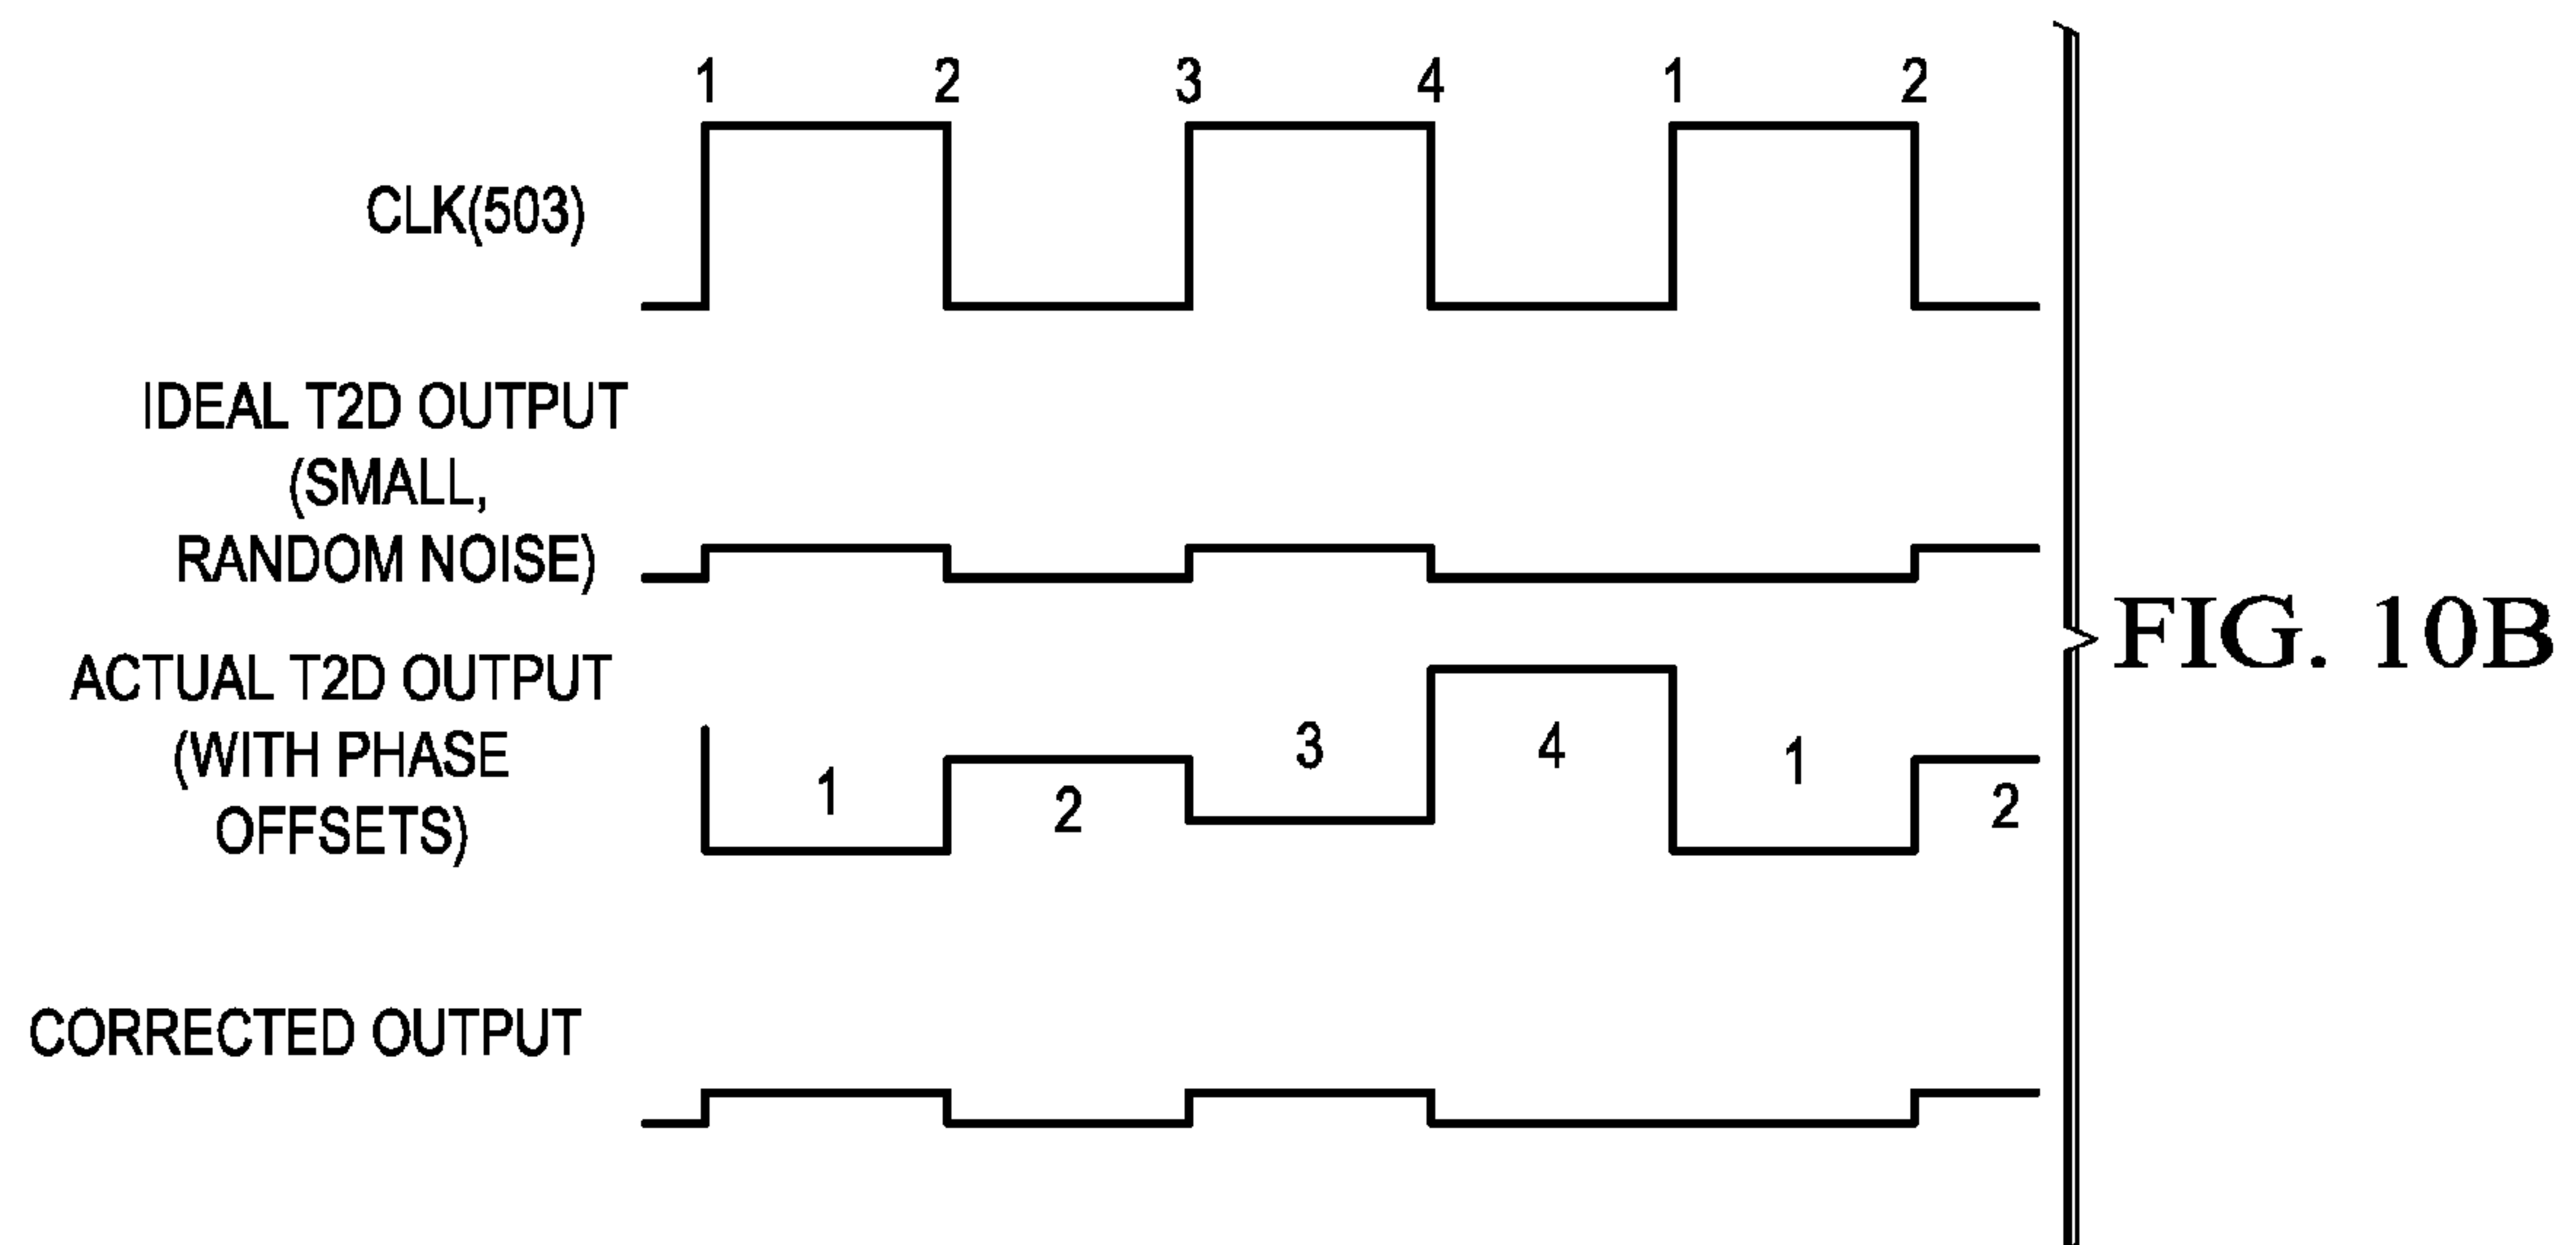 1 2 3 4 1 2
CLK(503)
IDEAL T2D OUTPUT
(SMALL,
RANDOM NOISE)
ACTUAL T2D OUTPUT
(WITH PHASE
OFFSETS)
1 2 3 4 1 2
CORRECTED OUTPUT
FIG. 10B